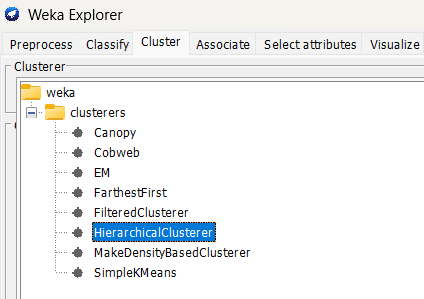 Weka Explorer
Preprocess Classify Cluster Associate Select attributes Visualize
Clusterer
weka
clusterers
Canopy
Cobweb
EM
FarthestFirst
FilteredClusterer
HierarchicalClusterer
MakeDensityBasedClusterer
SimpleKMeans